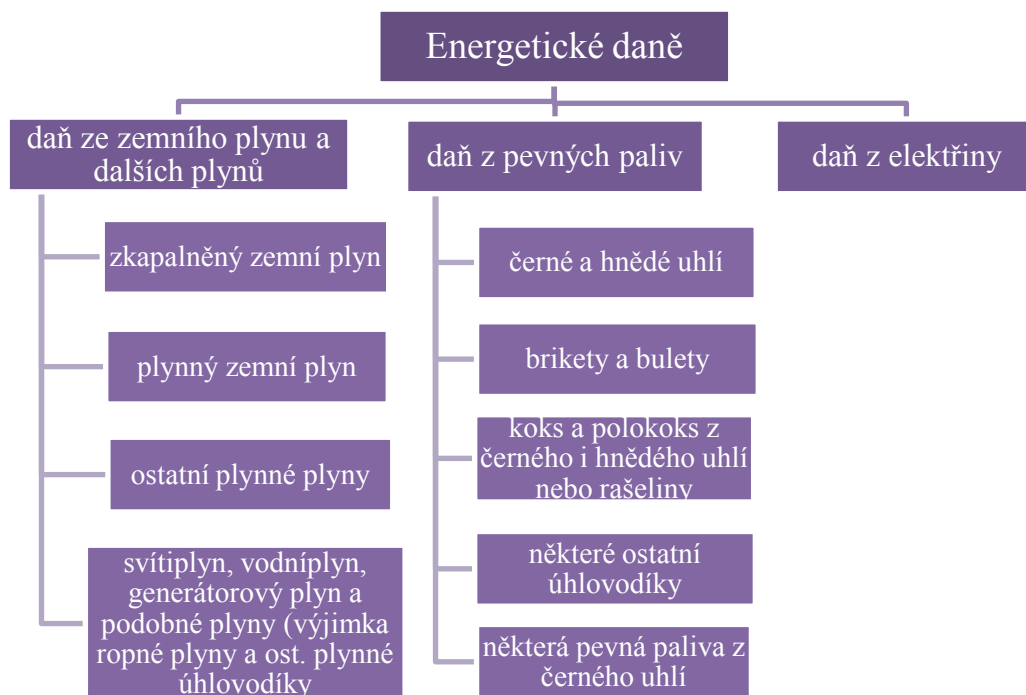 Energetické daně
daň ze zemního plynu a
dalších plynů
zkapalněný zemní plyn
plynný zemní plyn
ostatní plynné plyny
svítiplyn, vodníplyn,
generátorový plyn a
podobné plyny (výjimka
ropné plyny a ost. plynné
úhlovodíky
daň z pevných paliv
černé a hnědé uhlí
brikety a bulety
koks a polokoks z
černého i hnědého uhlí
nebo rašeliny
některé ostatní
úhlovodíky
některá pevná paliva z
černého uhlí
daň z elektřiny